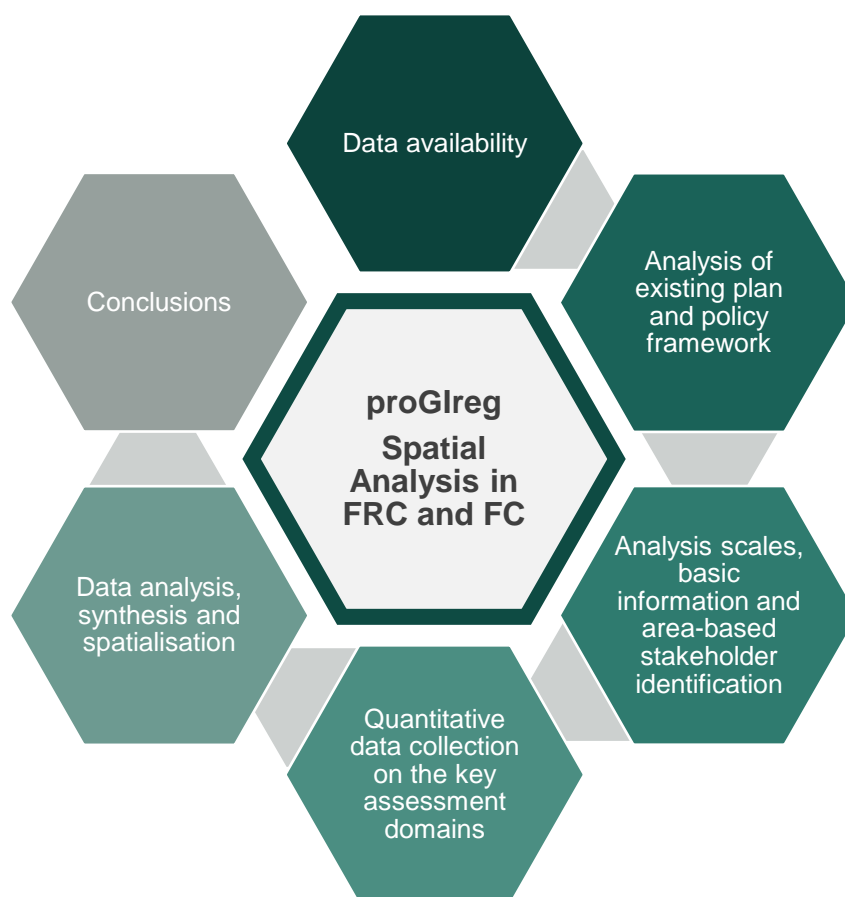 Data availability
Analysis of
existing plan
and policy
framework
Analysis scales,
basic
information and
area-based
stakeholder
identification
Quantitative
data collection
on the key
assessment
domains
Data analysis,
synthesis and
spatialisation
Conclusions
proGIreg
Spatial
Analysis in
FRC and FC